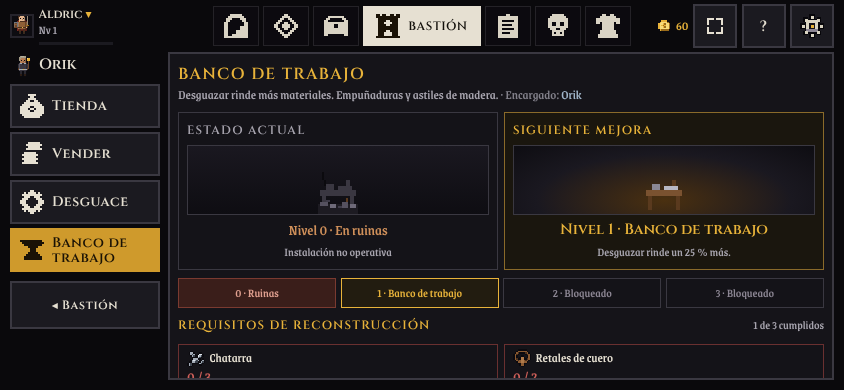 ALDRIC ▼
Nv 1
BASTIÓN
60
?
ORIK
TIENDA
VENDER
DESGUACE
BANCO DE
TRABAJO
◂ BASTIÓN
BANCO DE TRABAJO
Desguazar rinde más materiales. Empuñaduras y astiles de madera. · Encargado: Orik
ESTADO ACTUAL
Nivel 0 · En ruinas
Instalación no operativa
SIGUIENTE MEJORA
NIVEL 1 · BANCO DE TRABAJO
Desguazar rinde un 25 % más.
0 · Ruinas
1 · Banco de trabajo
2 · Bloqueado
3 · Bloqueado
REQUISITOS DE RECONSTRUCCIÓN
1 de 3 cumplidos
Chatarra
Retales de cuero